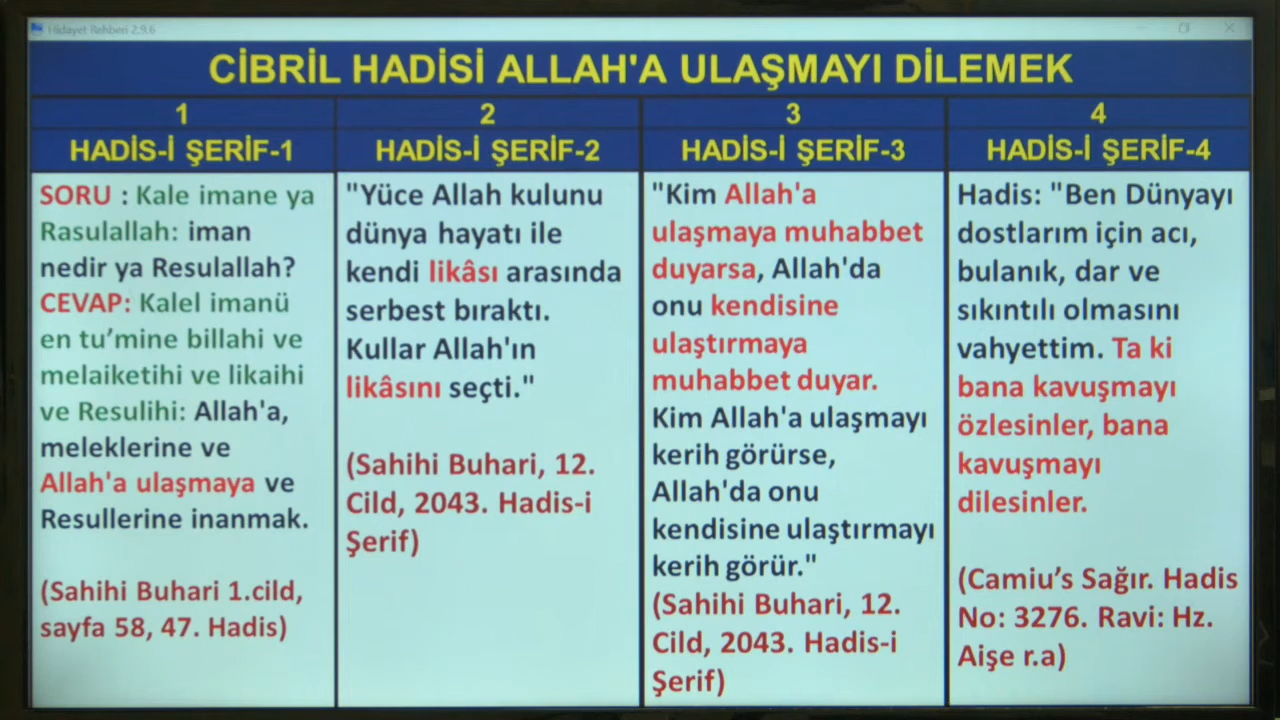 Hidayet Rehberi 2.9.6
CİBRİL HADİSİ ALLAH'A ULAŞMAYI DİLEMEK
1
HADİS-İ ŞERİF-1
SORU : Kale imane ya
Rasulallah: iman
nedir ya Resulallah?
CEVAP: Kalel imanü
en tu’mine billahi ve
melaiketihi ve likaihi
ve Resulihi: Allah'a,
meleklerine ve
Allah'a ulaşmaya ve
Resullerine inanmak.
(Sahihi Buhari 1.cild,
sayfa 58, 47. Hadis)
2
HADİS-İ ŞERİF-2
"Yüce Allah kulunu
dünya hayatı ile
kendi likâsı arasında
serbest bıraktı.
Kullar Allah'ın
likâsını seçti."
(Sahihi Buhari, 12.
Cild, 2043. Hadis-i
Şerif)
3
HADİS-İ ŞERİF-3
"Kim Allah'a
ulaşmaya muhabbet
duyarsa, Allah'da
onu kendisine
ulaştırmaya
muhabbet duyar.
Kim Allah'a ulaşmayı
kerih görürse,
Allah'da onu
kendisine ulaştırmayı
kerih görür."
(Sahihi Buhari, 12.
Cild, 2043. Hadis-i
Şerif)
4
HADİS-İ ŞERİF-4
Hadis: "Ben Dünyayı
dostlarım için acı,
bulanık, dar ve
sıkıntılı olmasını
vahyettim. Ta ki
bana kavuşmayı
özlesinler, bana
kavuşmayı
dilesinler.
(Camiu’s Sağır. Hadis
No: 3276. Ravi: Hz.
Aişe r.a)